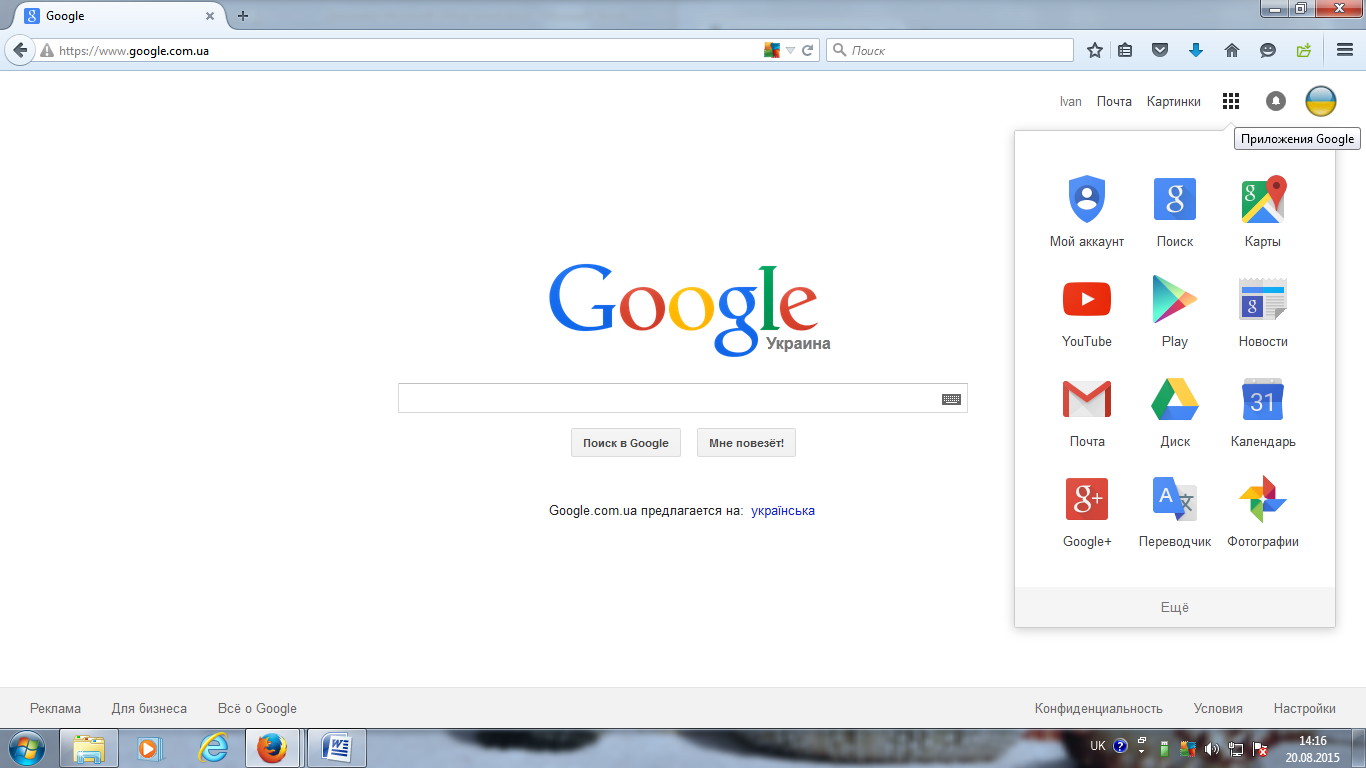 Google
https://www.google.com.ua
Поиск
Ivan Почта Картинки
Приложения Google
Мой аккаунт Поиск Карты
YouTube Play Новости
31
Почта Диск Календарь
Google+ Переводчик Фотографии
Ещё
Google
Украина
Поиск в Google Мне повезёт!
Google.com.ua предлагается на: українська
Реклама Для бизнеса Всё о Google Конфиденциальность Условия Настройки
UK
14:16
20.08.2015